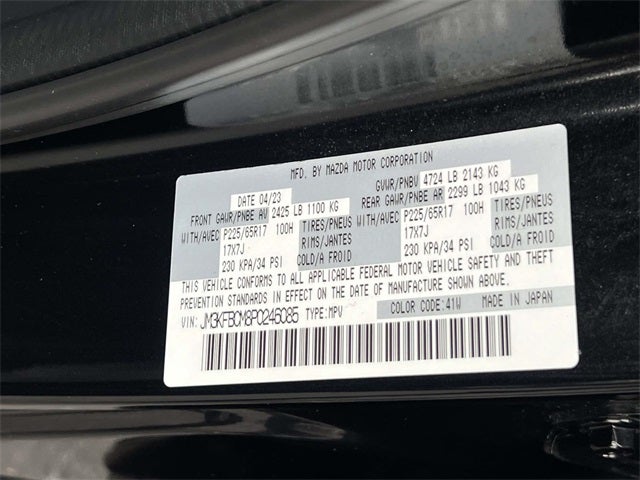 MFD. BY MAZDA MOTOR CORPORATION
DATE 04/23 GVWR/PNBV 4724 LB 2143 KG
FRONT GAWR/PNBE AV 2425 LB 1100 KG REAR GAWR/PNBE AR 2299 LB 1043 KG
WITH/AVEC P225/65R17 100H TIRES/PNEUS WITH/AVEC P225/65R17 100H TIRES/PNEUS
17X7J RIMS/JANTES 17X7J RIMS/JANTES
230 KPA/34 PSI COLD/A FROID 230 KPA/34 PSI COLD/A FROID
THIS VEHICLE CONFORMS TO ALL APPLICABLE FEDERAL MOTOR VEHICLE SAFETY AND THEFT
PREVENTION STANDARDS IN EFFECT ON THE DATE OF MANUFACTURE SHOWN ABOVE.
VIN: JM3KFBCM8P0246085 TYPE:MPV COLOR CODE:41W MADE IN JAPAN